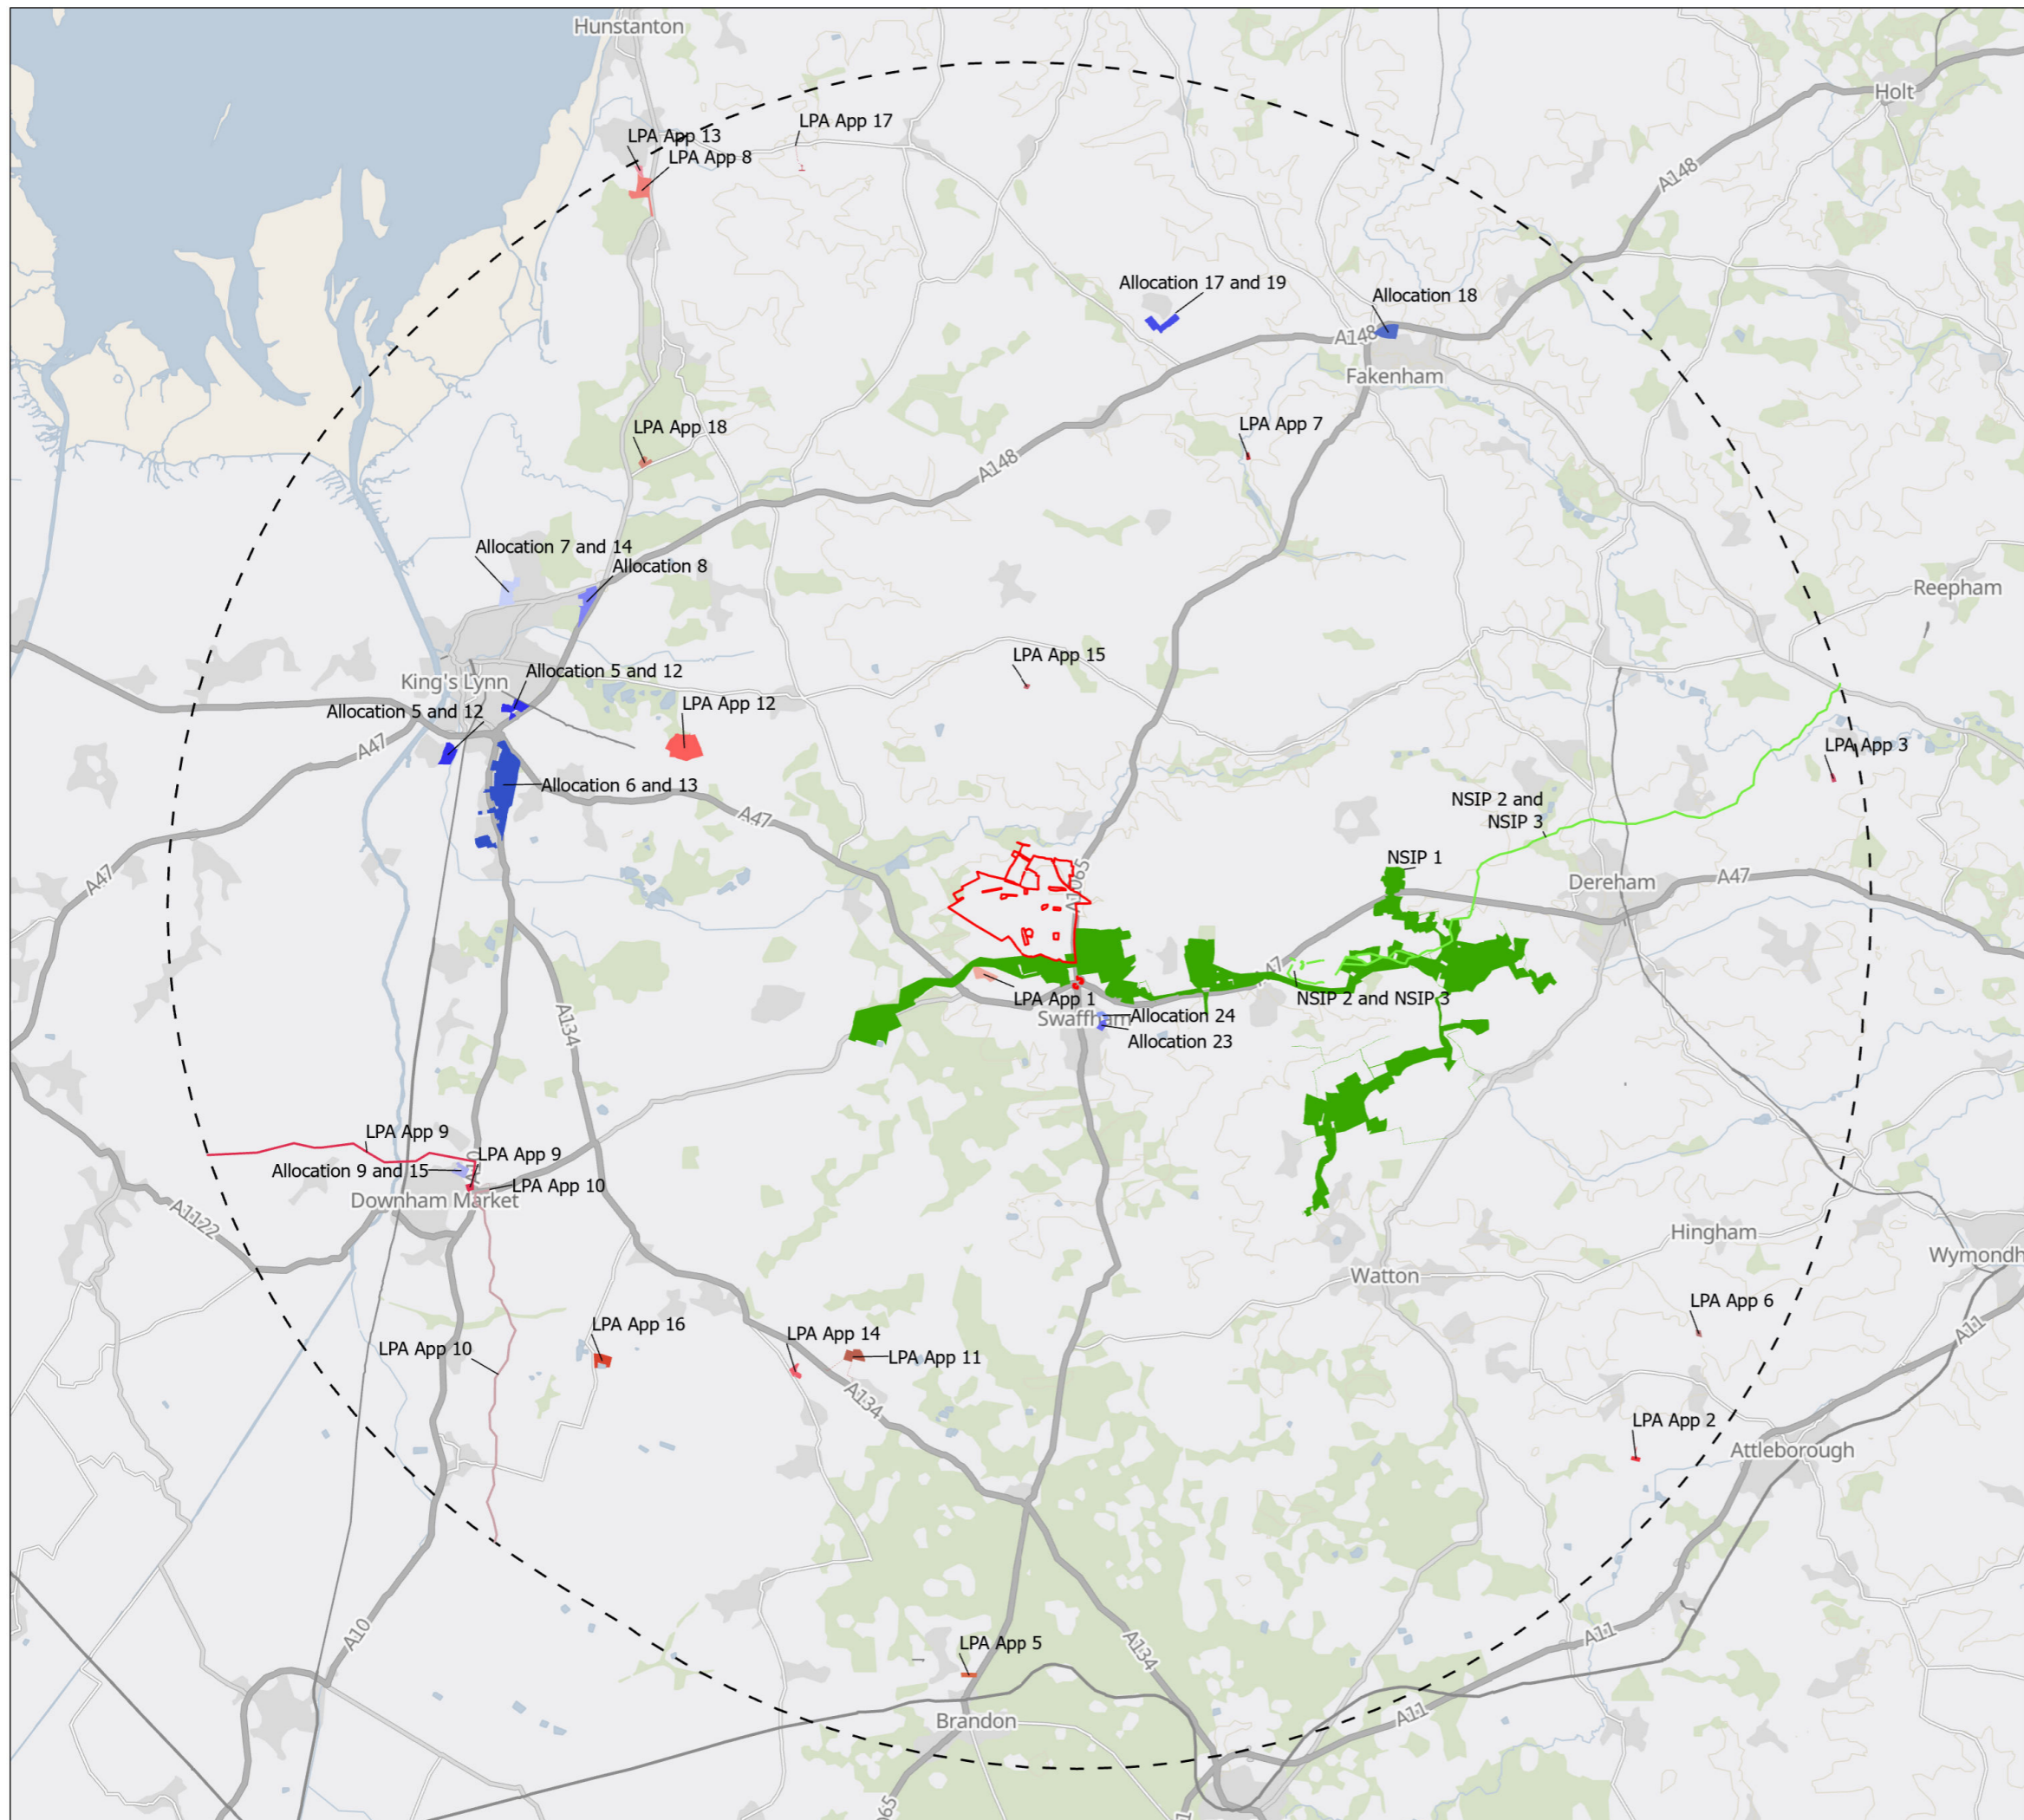 Hunstanton
Holt
LPA App 17
LPA App 13
LPA App 8
A148
Allocation 17 and 19
Allocation 18
A148
Fakenham
LPA App 7
LPA App 18
A148
Allocation 7 and 14
Allocation 8
Reepham
LPA App 15
Allocation 5 and 12
King's Lynn
LPA App 12
Allocation 5 and 12
A47
LPA App 3
Allocation 6 and 13
NSIP 2 and
NSIP 3
A47
NSIP 1
A47
A1065
Dereham
A47
A47
NSIP 2 and NSIP 3
LPA App 1
Swaffham
Allocation 24
A134
Allocation 23
LPA App 9
LPA App 9
A10
Allocation 9 and 15
LPA App 10
Downham Market
A1122
Hingham
Wymondh
Watton
LPA App 6
LPA App 16
LPA App 14
A11
LPA App 10
LPA App 11
A134
LPA App 2
Attleborough
A10
LPA App 5
A134
A11
Brandon
A11
065
1